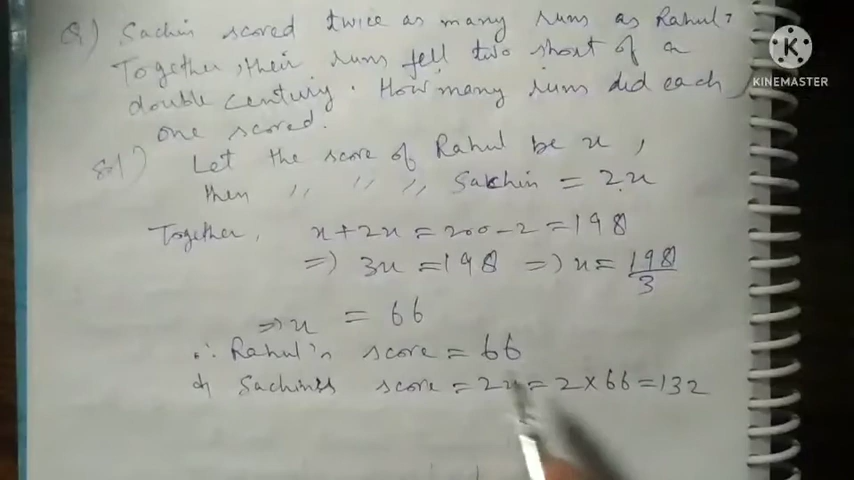 Q) Sachin scored twice as many runs as Rahul.
Together, their runs fell two short of a
double century. How many runs did each
one scored.
Sol) Let the score of Rahul be x,
then " " " Sachin = 2x
Together, x+2x = 200-2 = 198
=> 3x = 198 => x = 198/3
=> x = 66
∴ Rahul's score = 66
& Sachin's score = 2x = 2×66 = 132
K
KINEMASTER